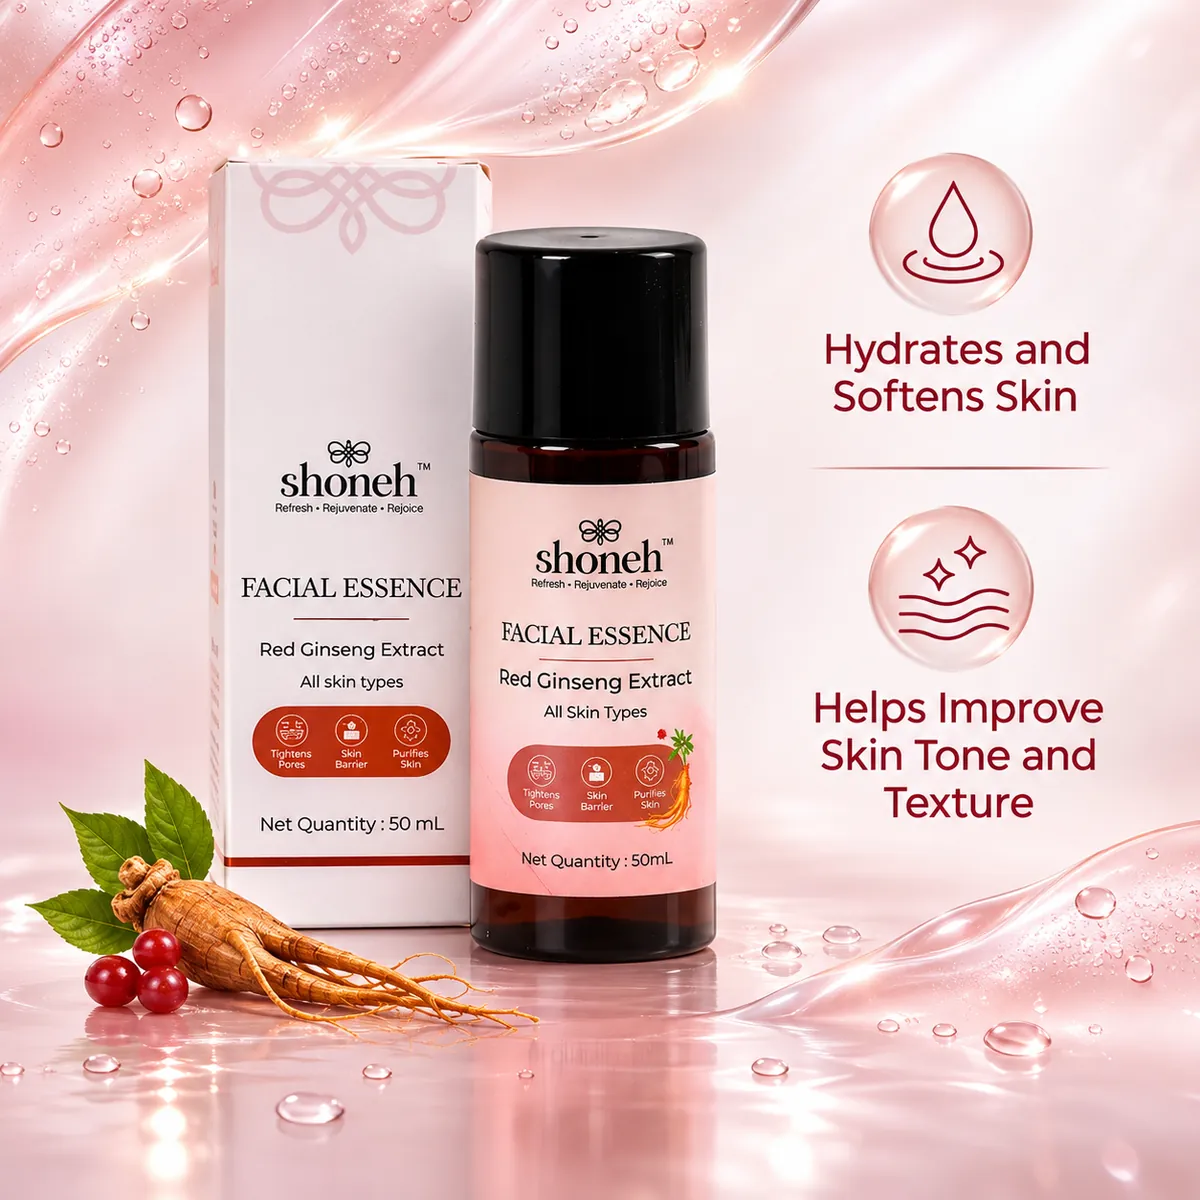 shoneh™
Refresh • Rejuvenate • Rejoice
FACIAL ESSENCE
Red Ginseng Extract
All skin types
Tightens Pores
Skin Barrier
Purifies Skin
Net Quantity : 50 mL
shoneh™
Refresh • Rejuvenate • Rejoice
FACIAL ESSENCE
Red Ginseng Extract
All Skin Types
Tightens Pores
Skin Barrier
Purifies Skin
Net Quantity : 50mL
Hydrates and
Softens Skin
Helps Improve
Skin Tone and
Texture